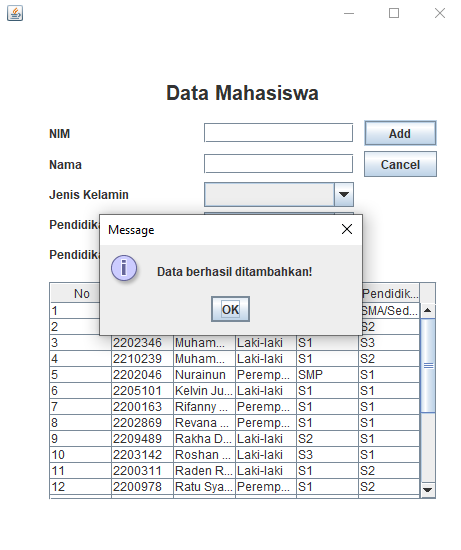 Data Mahasiswa
NIM
Add
Nama
Cancel
Jenis Kelamin
Pendidika
Message
Pendidika
Data berhasil ditambahkan!
OK
No Pendidik...
1 SMA/Sed...
2 S2
3 2202346 Muham... Laki-laki S1 S3
4 2210239 Muham... Laki-laki S1 S2
5 2202046 Nurainun Peremp... SMP S1
6 2205101 Kelvin Ju... Laki-laki S1 S1
7 2200163 Rifanny ... Peremp... S1 S1
8 2202869 Revana ... Peremp... S1 S1
9 2209489 Rakha D... Laki-laki S2 S1
10 2203142 Roshan ... Laki-laki S3 S1
11 2200311 Raden R... Laki-laki S1 S2
12 2200978 Ratu Sya... Peremp... S1 S2